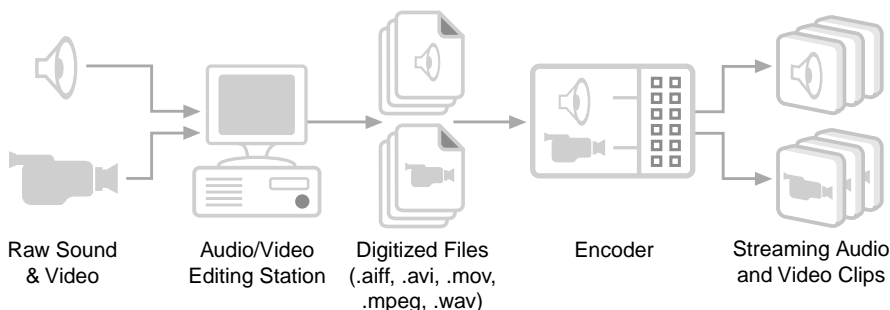 Raw Sound
& Video
Audio/Video
Editing Station
Digitized Files
(.aiff, .avi, .mov,
.mpeg, .wav)
Encoder
Streaming Audio
and Video Clips